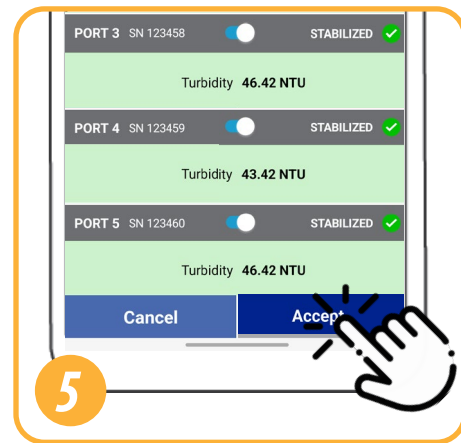 PORT 3 SN 123458 STABILIZED
Turbidity 46.42 NTU
PORT 4 SN 123459 STABILIZED
Turbidity 43.42 NTU
PORT 5 SN 123460 STABILIZED
Turbidity 46.42 NTU
Cancel Accept
5